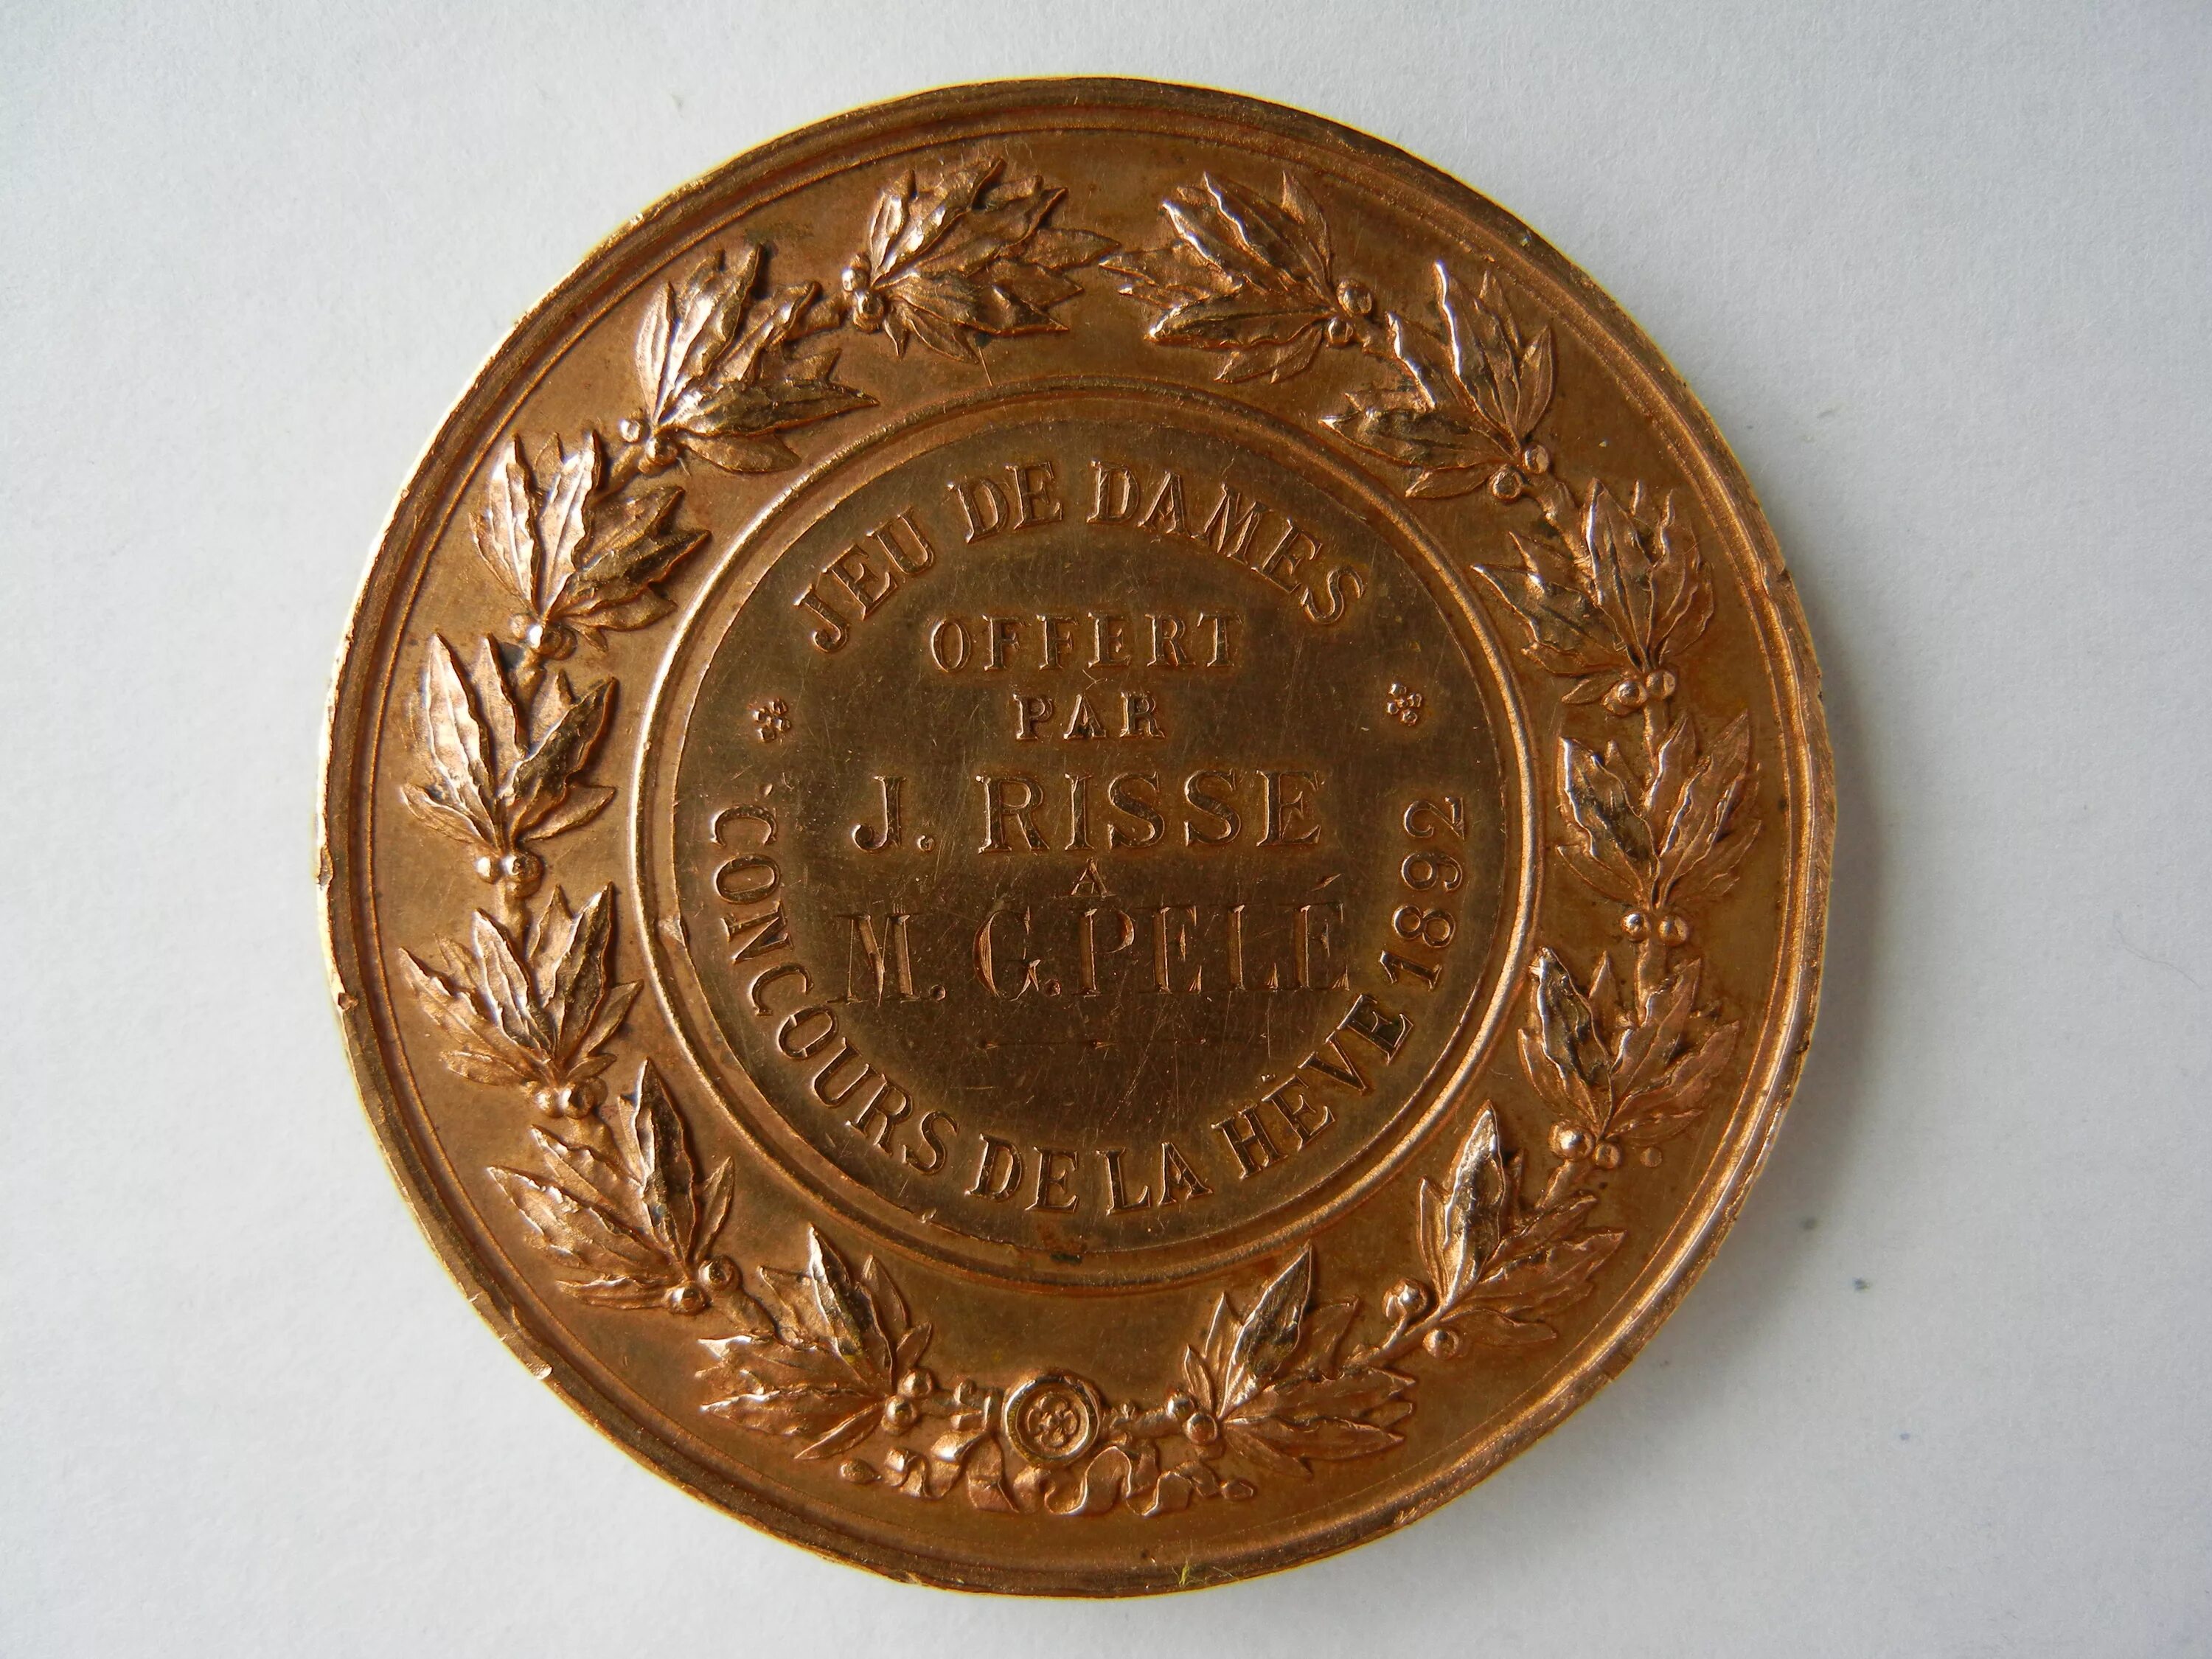 JEU DE DAMES
OFFERT
PAR
J. RISSE
A
M. G. PELÉ
CONCOURS DE LA HÈVE 1892